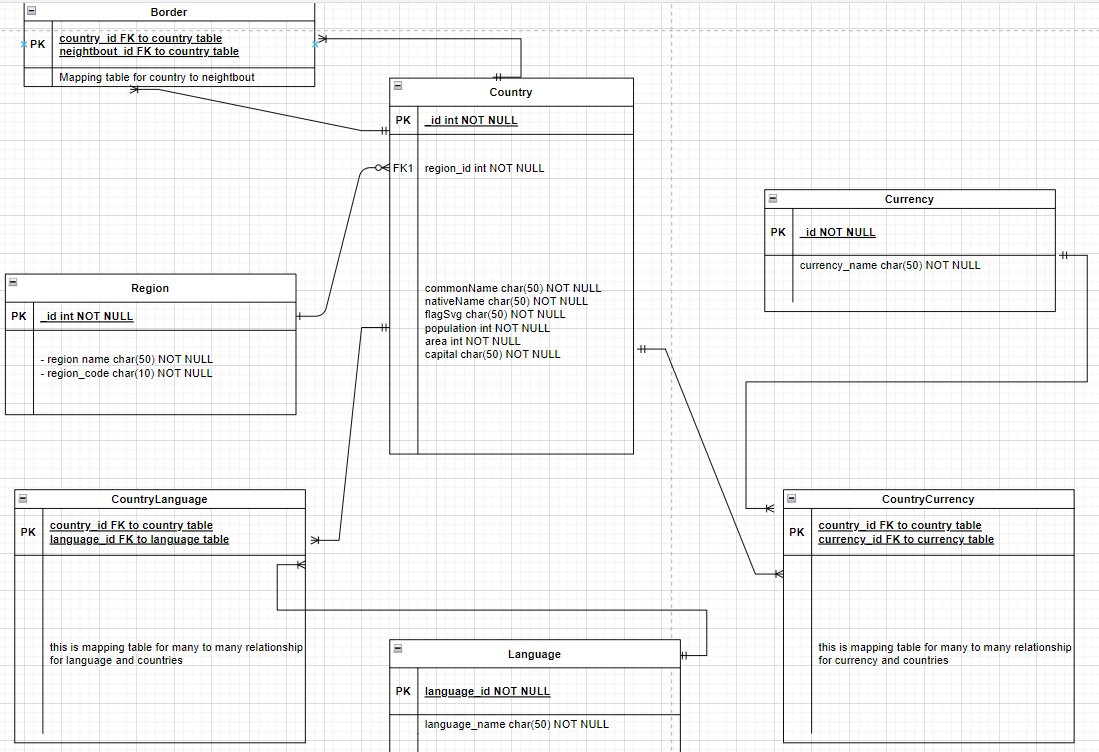 Border
PK
country_id FK to country table
neightbout_id FK to country table
Mapping table for country to neightbout
Country
PK
_id int NOT NULL
FK1
region_id int NOT NULL
commonName char(50) NOT NULL
nativeName char(50) NOT NULL
flagSvg char(50) NOT NULL
population int NOT NULL
area int NOT NULL
capital char(50) NOT NULL
Currency
PK
_id NOT NULL
currency_name char(50) NOT NULL
Region
PK
_id int NOT NULL
- region name char(50) NOT NULL
- region_code char(10) NOT NULL
CountryLanguage
PK
country_id FK to country table
language_id FK to language table
this is mapping table for many to many relationship
for language and countries
Language
PK
language_id NOT NULL
language_name char(50) NOT NULL
CountryCurrency
PK
country_id FK to country table
currency_id FK to currency table
this is mapping table for many to many relationship
for currency and countries